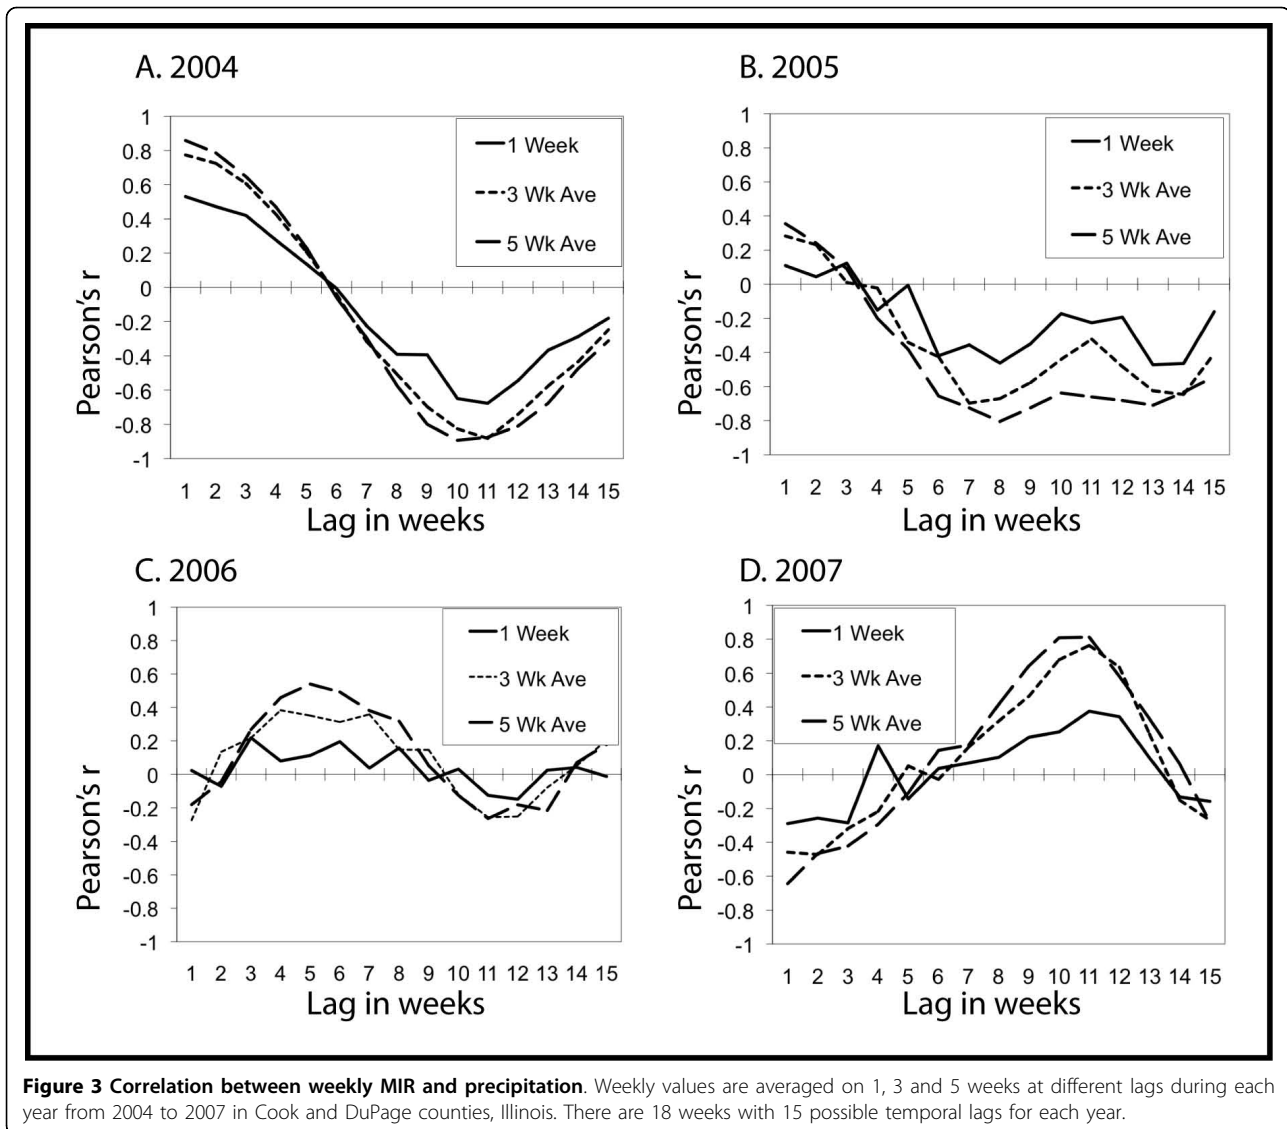 A. 2004
1
0.8
0.6
0.4
0.2
0
-0.2
-0.4
-0.6
-0.8
-1
Pearson's r
1 Week
3 Wk Ave
5 Wk Ave
1 2 3 4 5 6 7 8 9 10 11 12 13 14 15
Lag in weeks
B. 2005
1
0.8
0.6
0.4
0.2
0
-0.2
-0.4
-0.6
-0.8
-1
Pearson's r
1 Week
3 Wk Ave
5 Wk Ave
1 2 3 4 5 6 7 8 9 10 11 12 13 14 15
Lag in weeks
C. 2006
1
0.8
0.6
0.4
0.2
0
-0.2
-0.4
-0.6
-0.8
-1
Pearson's r
1 Week
3 Wk Ave
5 Wk Ave
1 2 3 4 5 6 7 8 9 10 11 12 13 14 15
Lag in weeks
D. 2007
1
0.8
0.6
0.4
0.2
0
-0.2
-0.4
-0.6
-0.8
-1
Pearson's r
1 Week
3 Wk Ave
5 Wk Ave
1 2 3 4 5 6 7 8 9 10 11 12 13 14 15
Lag in weeks
Figure 3 Correlation between weekly MIR and precipitation. Weekly values are averaged on 1, 3 and 5 weeks at different lags during each
year from 2004 to 2007 in Cook and DuPage counties, Illinois. There are 18 weeks with 15 possible temporal lags for each year.